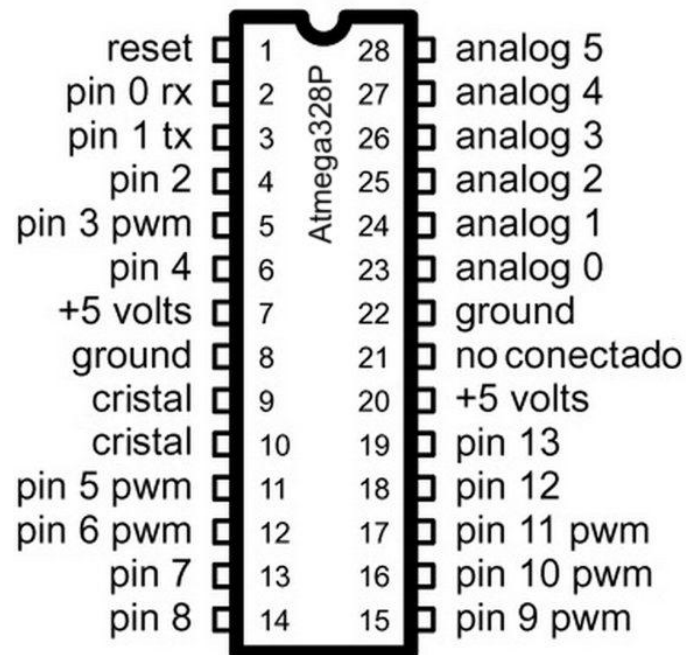 reset 1 28 analog 5
pin 0 rx 2 27 analog 4
pin 1 tx 3 26 analog 3
pin 2 4 25 analog 2
pin 3 pwm 5 24 analog 1
pin 4 6 23 analog 0
+5 volts 7 22 ground
ground 8 21 no conectado
cristal 9 20 +5 volts
cristal 10 19 pin 13
pin 5 pwm 11 18 pin 12
pin 6 pwm 12 17 pin 11 pwm
pin 7 13 16 pin 10 pwm
pin 8 14 15 pin 9 pwm
Atmega328P